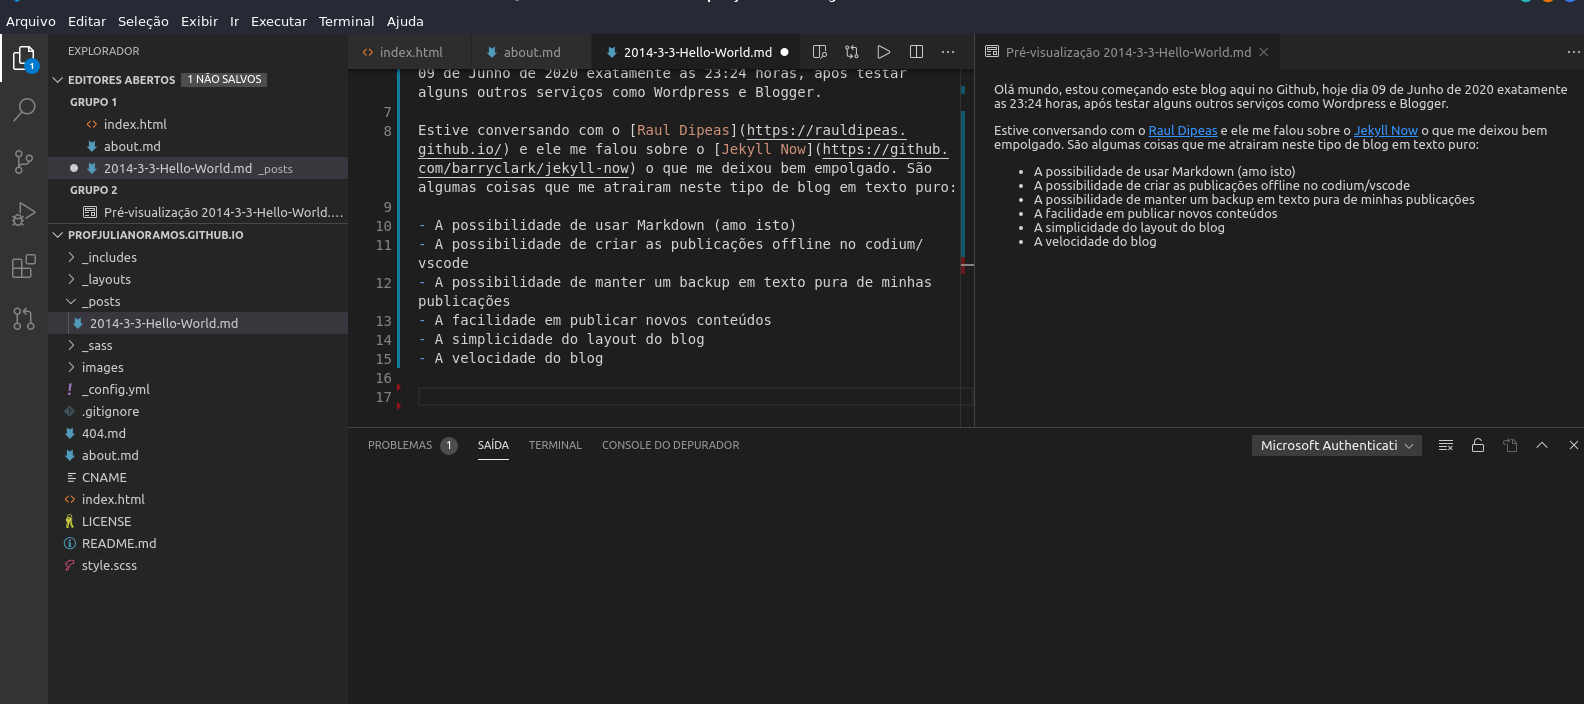 Arquivo Editar Seleção Exibir Ir Executar Terminal Ajuda
EXPLORADOR
EDITORES ABERTOS 1 NÃO SALVOS
GRUPO 1
index.html
about.md
2014-3-3-Hello-World.md _posts
GRUPO 2
Pré-visualização 2014-3-3-Hello-World....
PROFJULIANORAMOS.GITHUB.IO
_includes
_layouts
_posts
2014-3-3-Hello-World.md
_sass
images
! _config.yml
.gitignore
404.md
about.md
CNAME
index.html
LICENSE
README.md
style.scss
1
index.html about.md 2014-3-3-Hello-World.md
09 de Junho de 2020 exatamente as 23:24 horas, após testar
alguns outros serviços como Wordpress e Blogger.
7
8 Estive conversando com o [Raul Dipeas](https://rauldipeas.
github.io/) e ele me falou sobre o [Jekyll Now](https://github.
com/barryclark/jekyll-now) o que me deixou bem empolgado. São
algumas coisas que me atrairam neste tipo de blog em texto puro:
9
10 - A possibilidade de usar Markdown (amo isto)
11 - A possibilidade de criar as publicações offline no codium/
vscode
12 - A possibilidade de manter um backup em texto pura de minhas
publicações
13 - A facilidade em publicar novos conteúdos
14 - A simplicidade do layout do blog
15 - A velocidade do blog
16
17
Pré-visualização 2014-3-3-Hello-World.md
Olá mundo, estou começando este blog aqui no Github, hoje dia 09 de Junho de 2020 exatamente
as 23:24 horas, após testar alguns outros serviços como Wordpress e Blogger.
Estive conversando com o Raul Dipeas e ele me falou sobre o Jekyll Now o que me deixou bem
empolgado. São algumas coisas que me atrairam neste tipo de blog em texto puro:
• A possibilidade de usar Markdown (amo isto)
• A possibilidade de criar as publicações offline no codium/vscode
• A possibilidade de manter um backup em texto pura de minhas publicações
• A facilidade em publicar novos conteúdos
• A simplicidade do layout do blog
• A velocidade do blog
PROBLEMAS 1 SAÍDA TERMINAL CONSOLE DO DEPURADOR
Microsoft Authenticati